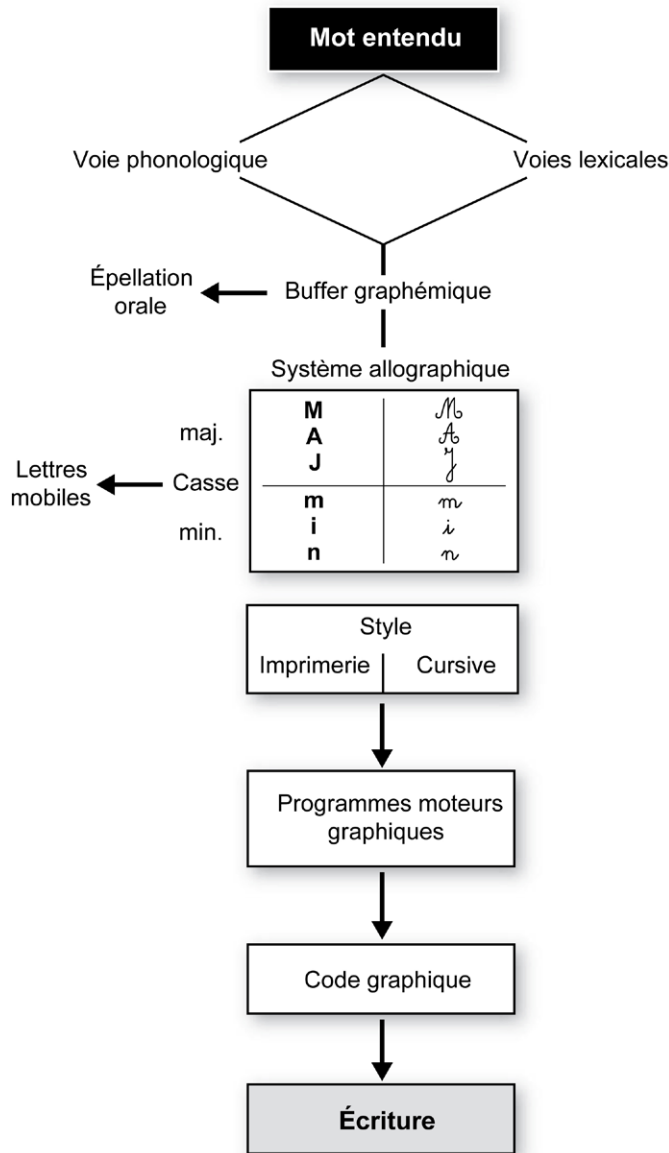 Mot entendu
Voie phonologique
Voies lexicales
Épellation
orale
Buffer graphémique
Système allographique
maj.
M M
A A
J J
Lettres
mobiles
Casse
min.
m m
i i
n n
Style
Imprimerie Cursive
Programmes moteurs
graphiques
Code graphique
Écriture